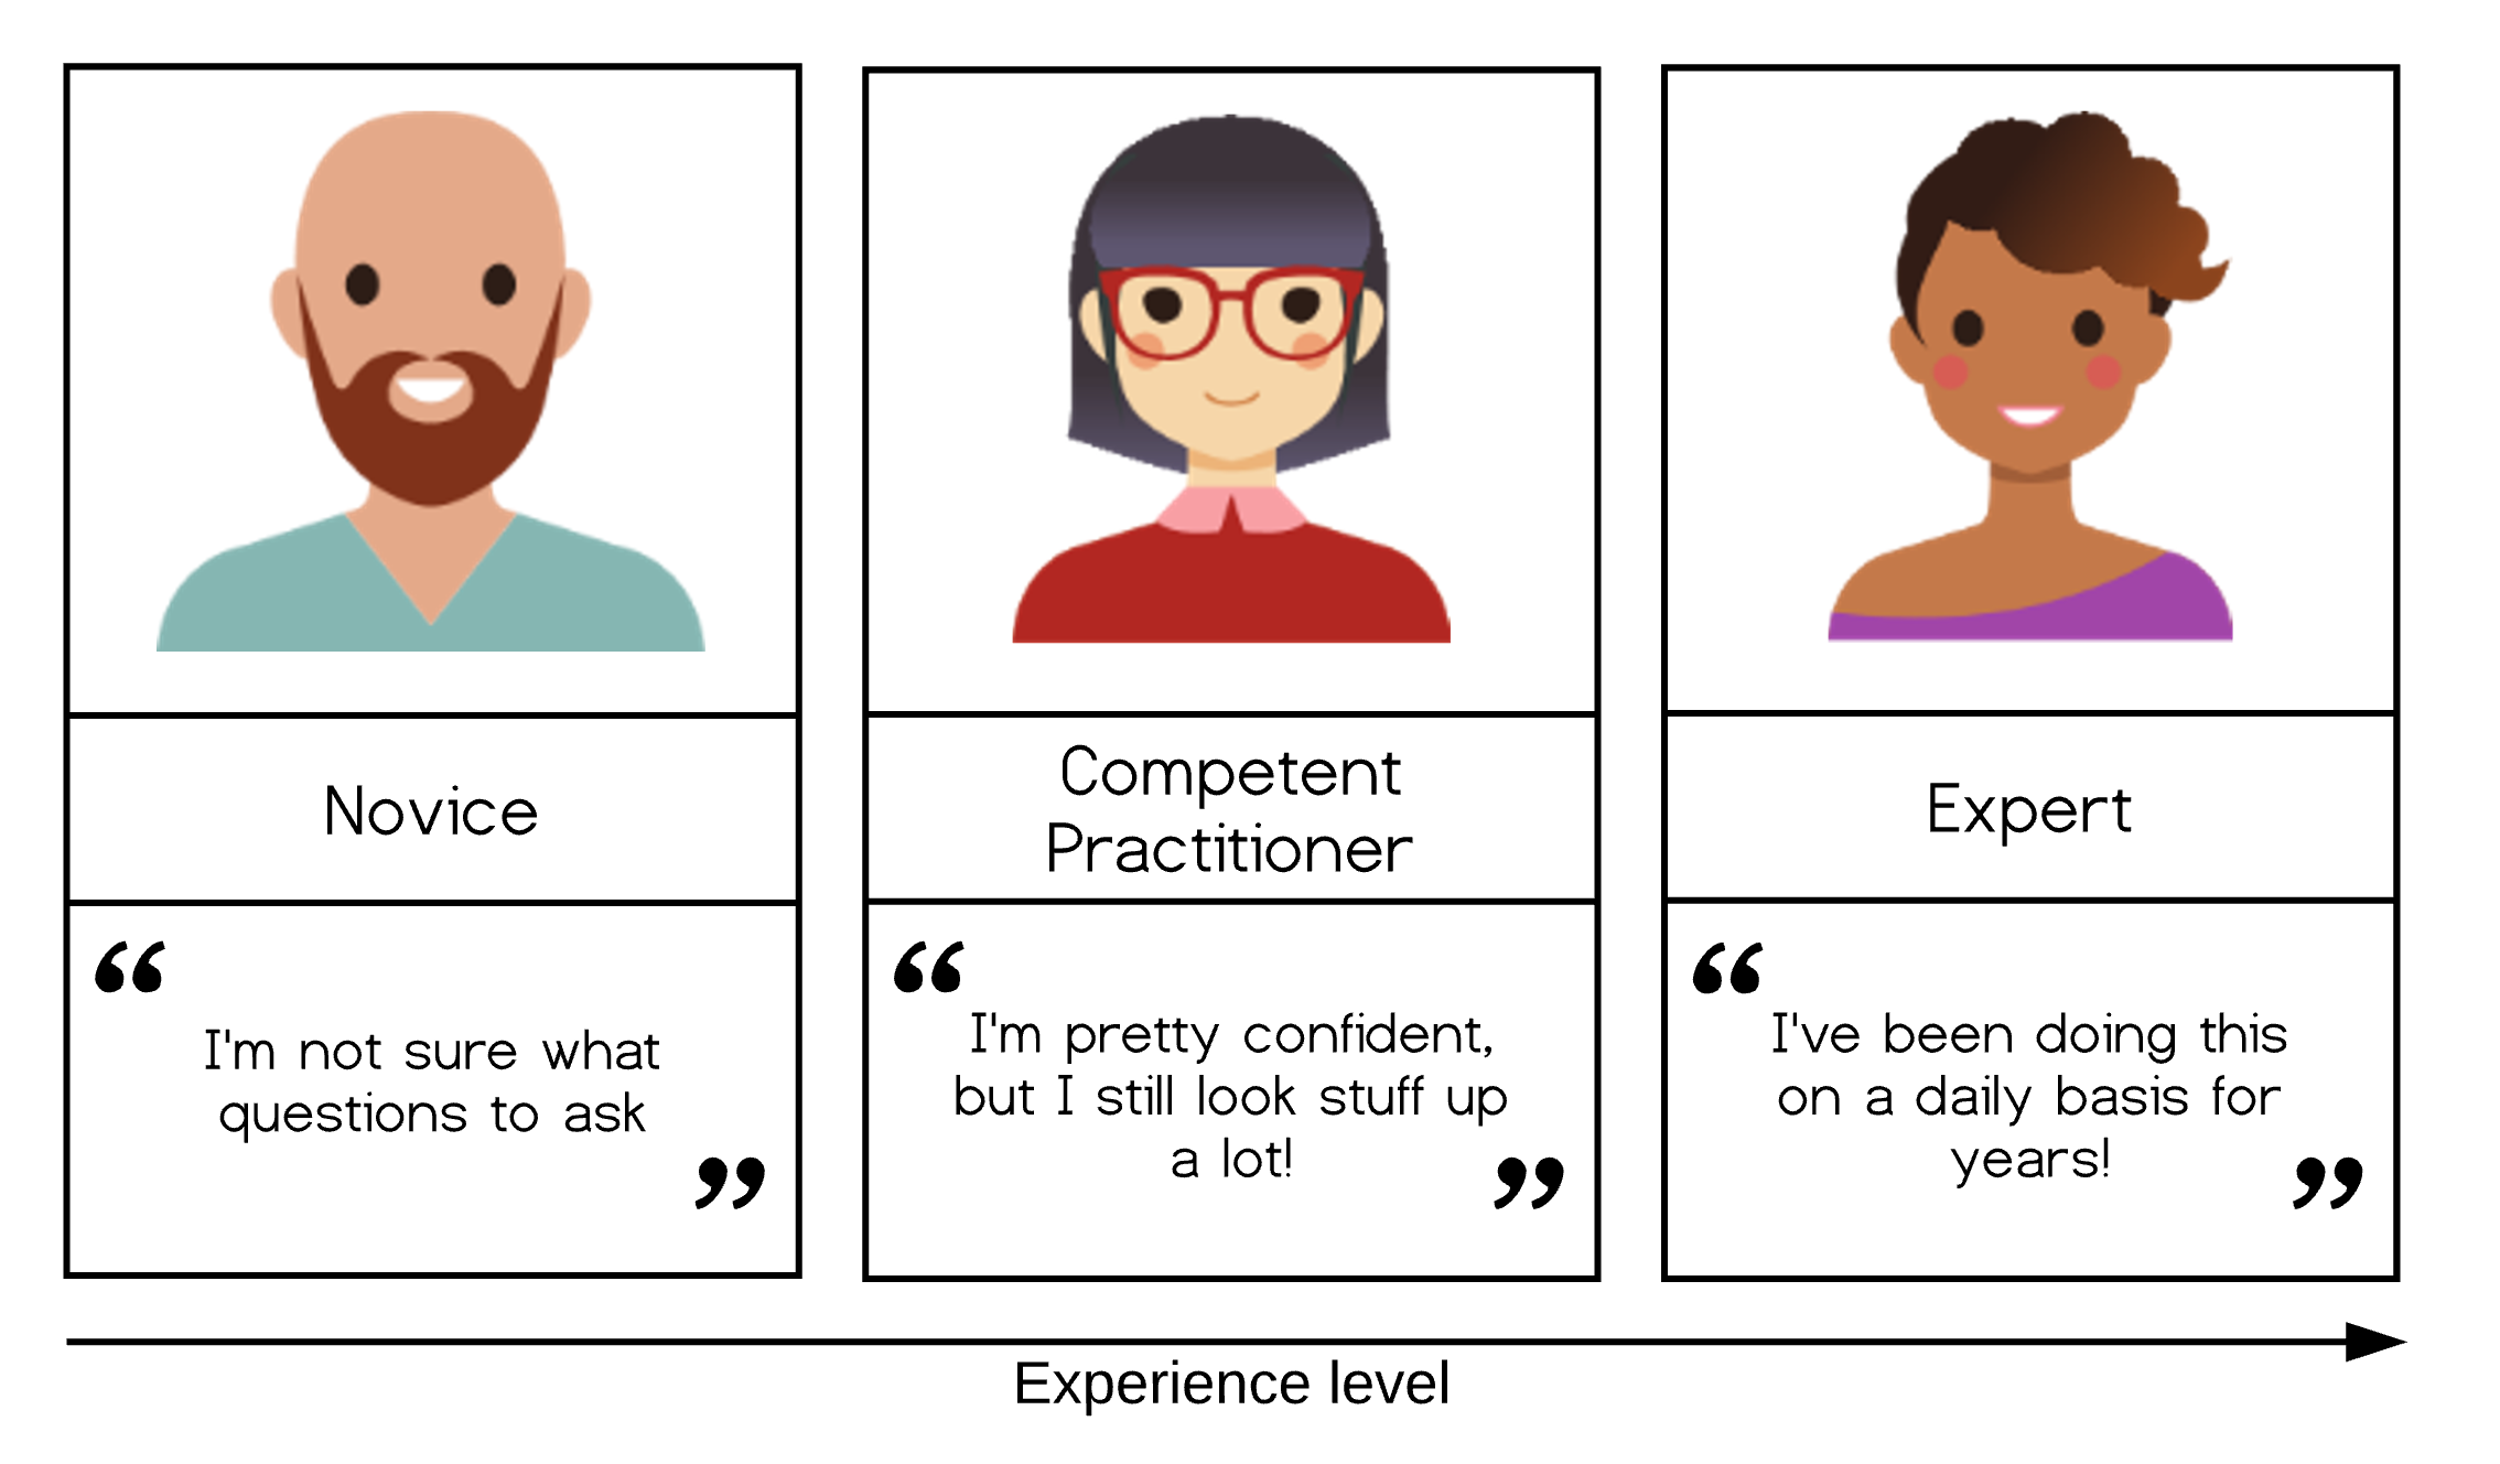 Novice
“
I'm not sure what
questions to ask
”
Competent
Practitioner
“
I'm pretty confident,
but I still look stuff up
a lot!
”
Expert
“
I've been doing this
on a daily basis for
years!
”
Experience level